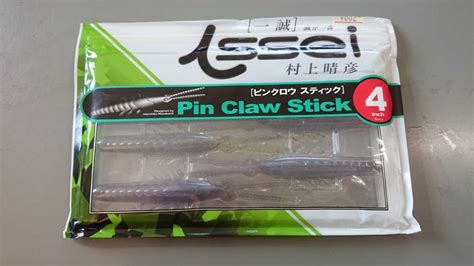 [一誠]
issei
村上晴彦
[ピンクロウ スティック]
Pin Claw Stick
4
inch